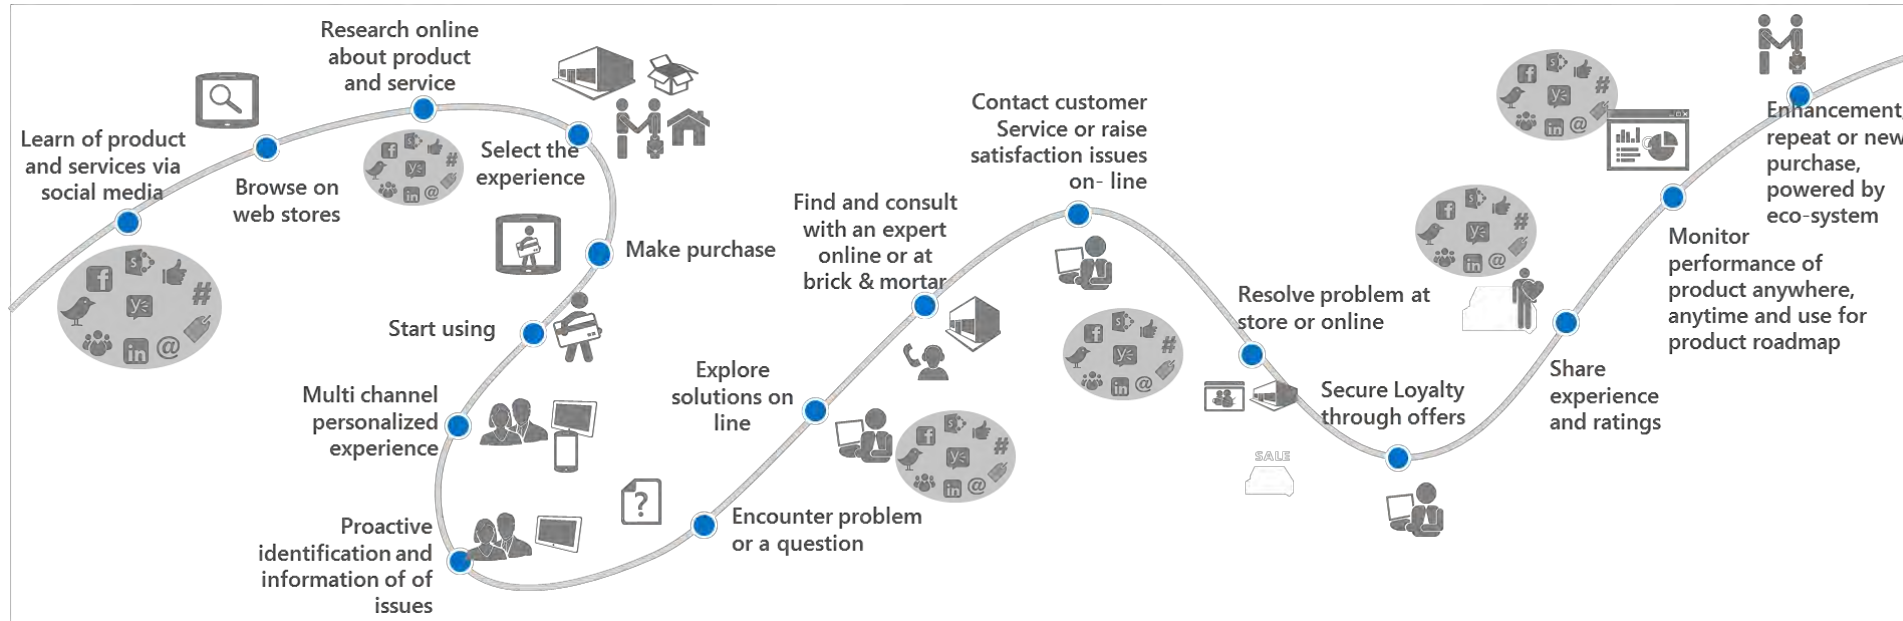 Learn of product
and services via
social media
Browse on
web stores
Research online
about product
and service
Select the
experience
Make purchase
Start using
Multi channel
personalized
experience
Proactive
identification and
information of of
issues
?
Encounter problem
or a question
Explore
solutions on
line
Find and consult
with an expert
online or at
brick & mortar
Contact customer
Service or raise
satisfaction issues
on- line
Resolve problem at
store or online
SALE
Secure Loyalty
through offers
Share
experience
and ratings
Monitor
performance of
product anywhere,
anytime and use for
product roadmap
Enhancement,
repeat or new
purchase,
powered by
eco-system